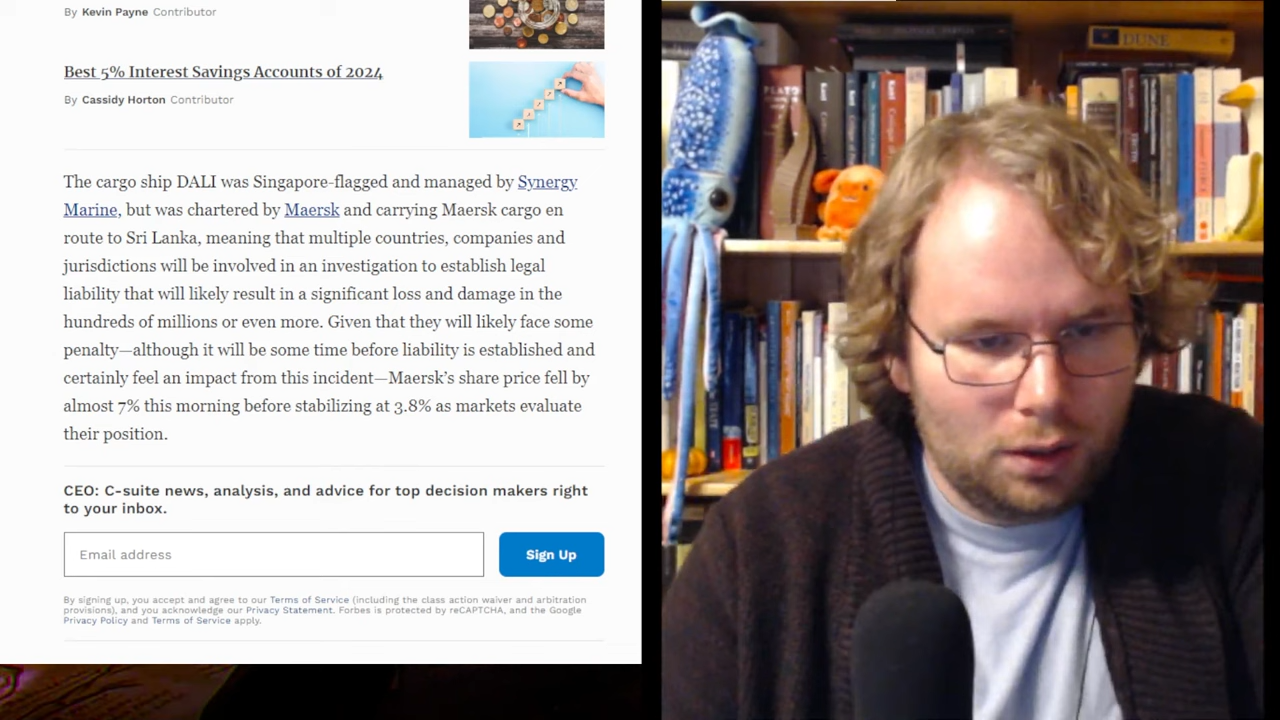 By Kevin Payne Contributor
Best 5% Interest Savings Accounts of 2024
By Cassidy Horton Contributor
The cargo ship DALI was Singapore-flagged and managed by Synergy
Marine, but was chartered by Maersk and carrying Maersk cargo en
route to Sri Lanka, meaning that multiple countries, companies and
jurisdictions will be involved in an investigation to establish legal
liability that will likely result in a significant loss and damage in the
hundreds of millions or even more. Given that they will likely face some
penalty—although it will be some time before liability is established and
certainly feel an impact from this incident—Maersk’s share price fell by
almost 7% this morning before stabilizing at 3.8% as markets evaluate
their position.
CEO: C-suite news, analysis, and advice for top decision makers right
to your inbox.
Email address
Sign Up
By signing up, you accept and agree to our Terms of Service (including the class action waiver and arbitration
provisions), and you acknowledge our Privacy Statement. Forbes is protected by reCAPTCHA, and the Google
Privacy Policy and Terms of Service apply.
DUNE
PLATO